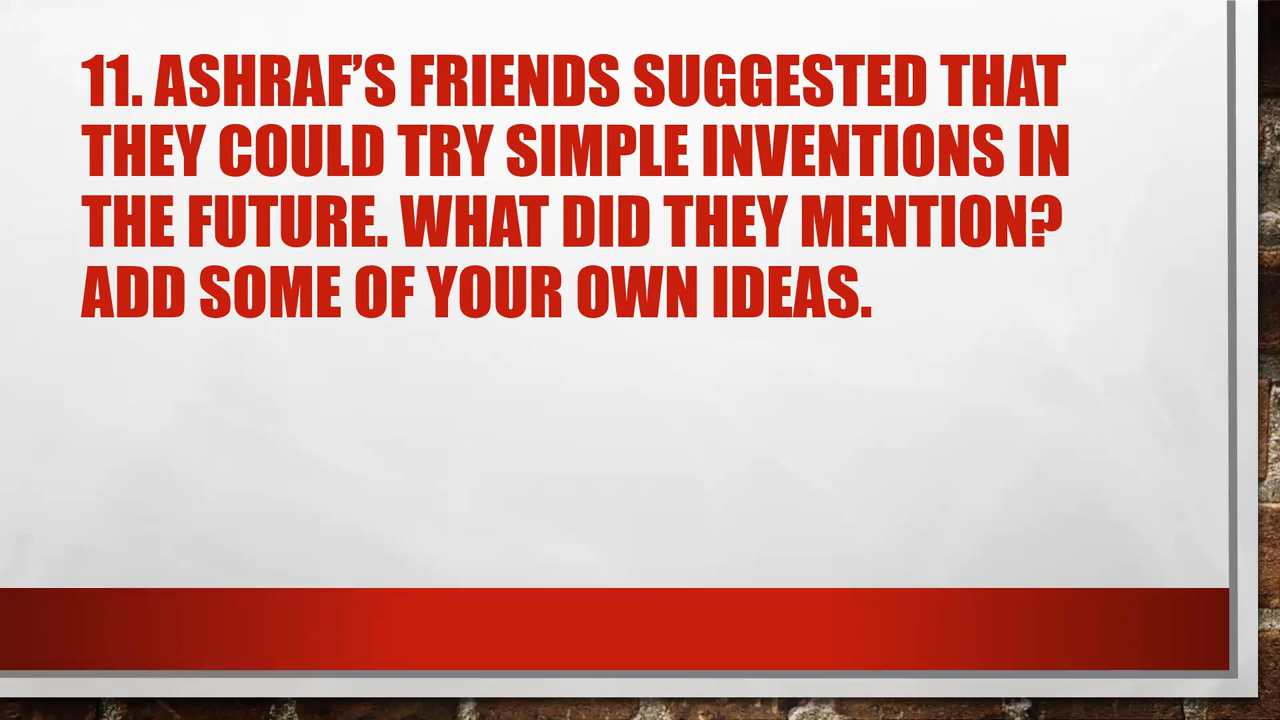 11. ASHRAF’S FRIENDS SUGGESTED THAT
THEY COULD TRY SIMPLE INVENTIONS IN
THE FUTURE. WHAT DID THEY MENTION?
ADD SOME OF YOUR OWN IDEAS.